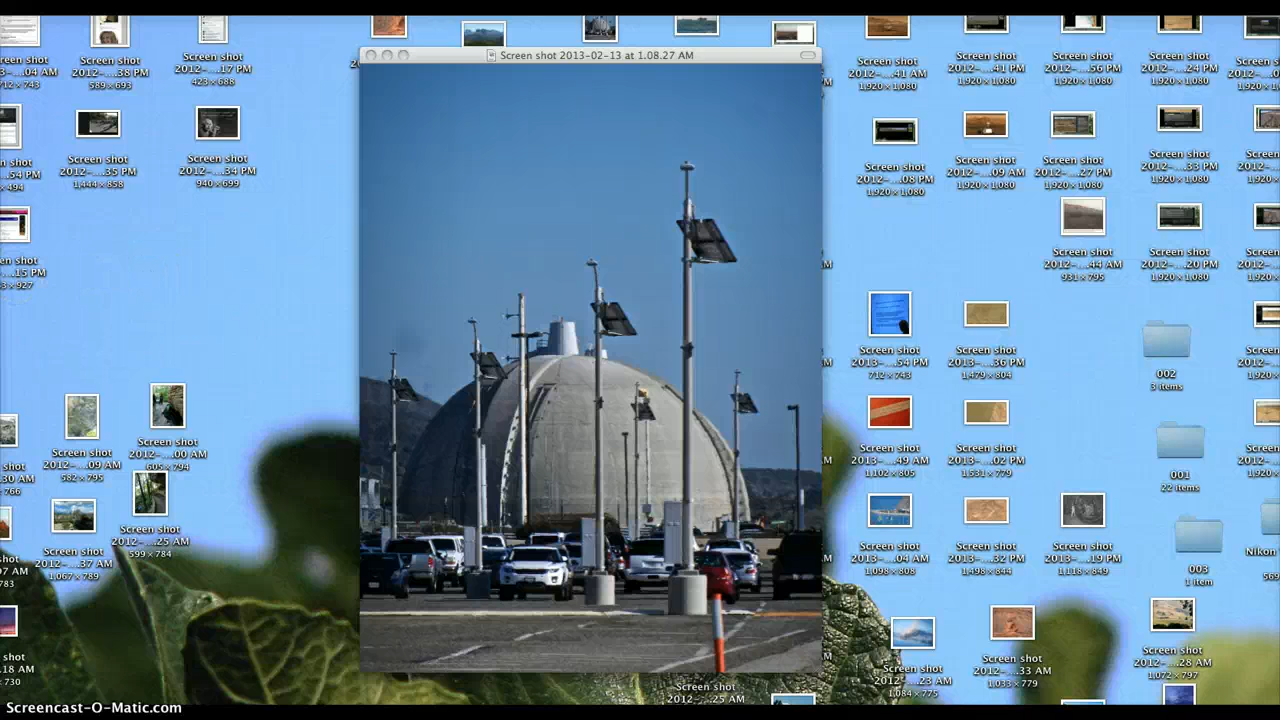 Screen shot 2013-02-13 at 1.08.27 AM
Screen shot
2012-....38 PM
589×693
Screen shot
2012-....17 PM
423×688
Screen shot
2012-....41 AM
1,920×1,080
Screen shot
2012-....41 PM
1,920×1,080
Screen shot
2012-....56 PM
1,920×1,080
Screen shot
2012-....24 PM
1,920×1,080
Screen shot
2012-....35 PM
1,444×858
Screen shot
2012-....34 PM
940×699
Screen shot
2012-....08 PM
1,920×1,080
Screen shot
2012-....09 AM
1,920×1,080
Screen shot
2012-....27 PM
1,920×1,080
Screen shot
2012-....33 PM
1,920×1,080
Screen shot
2012-....44 AM
931×795
Screen shot
2012-....20 PM
1,920×1,080
Screen shot
2013-....54 PM
712×743
Screen shot
2012-....36 PM
1,479×804
002
3 items
Screen shot
2012-....09 AM
582×795
Screen shot
2012-....00 AM
605×794
Screen shot
2013-....49 AM
1,102×805
Screen shot
2013-....02 PM
1,531×779
001
22 items
Screen shot
2012-....37 AM
1,067×789
Screen shot
2012-....25 AM
599×784
Screen shot
2013-....04 AM
1,098×808
Screen shot
2012-....32 PM
1,498×844
Screen shot
2012-....19 PM
1,118×849
003
1 item
Nikon
Screen shot
2012-....23 AM
1,084×775
Screen shot
2012-....33 AM
1,033×779
Screen shot
2012-....28 AM
1,072×797
Screen shot
2012-....25 AM
Screencast-O-Matic.com